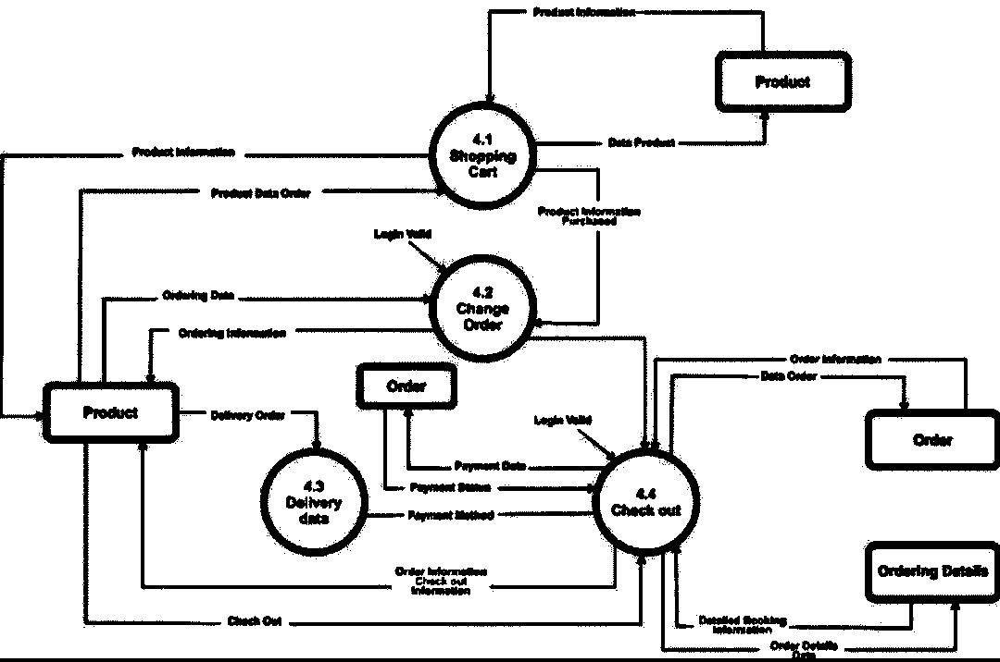 Product Information
Product
4.1
Shopping
Cart
Data Product
Product Information
Product Data Order
Product Information
Purchased
Login Valid
4.2
Change
Order
Ordering Data
Ordering Information
Order Information
Data Order
Order
Product
Delivery Order
Login Valid
Order
Payment Data
4.3
Delivery
data
Payment Status
4.4
Check out
Payment Method
Ordering Details
Order Information
Check out
Information
Check Out
Detailed Booking
Information
Order Details
Data